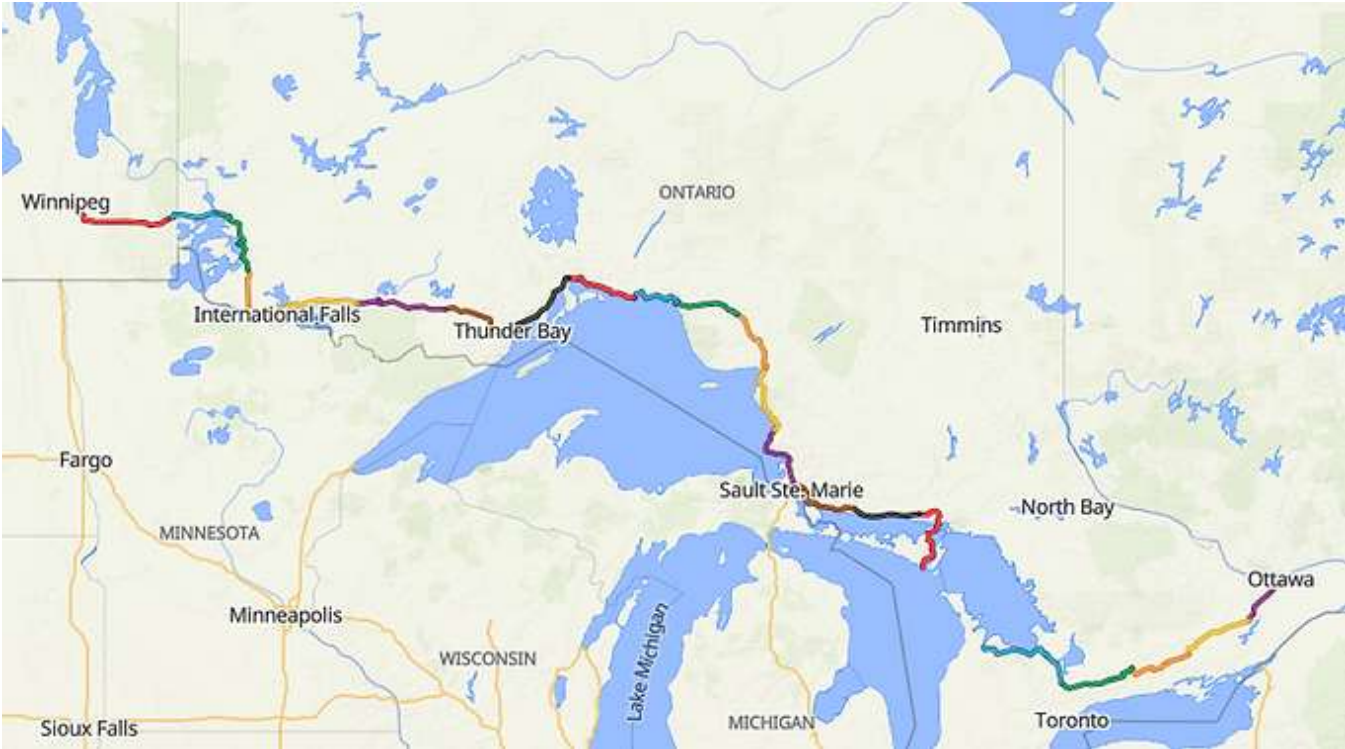 ONTARIO
Winnipeg
International Falls
Thunder Bay
Timmins
Fargo
Sault Ste. Marie
North Bay
MINNESOTA
Ottawa
Minneapolis
WISCONSIN
Lake Michigan
MICHIGAN
Toronto
Sioux Falls